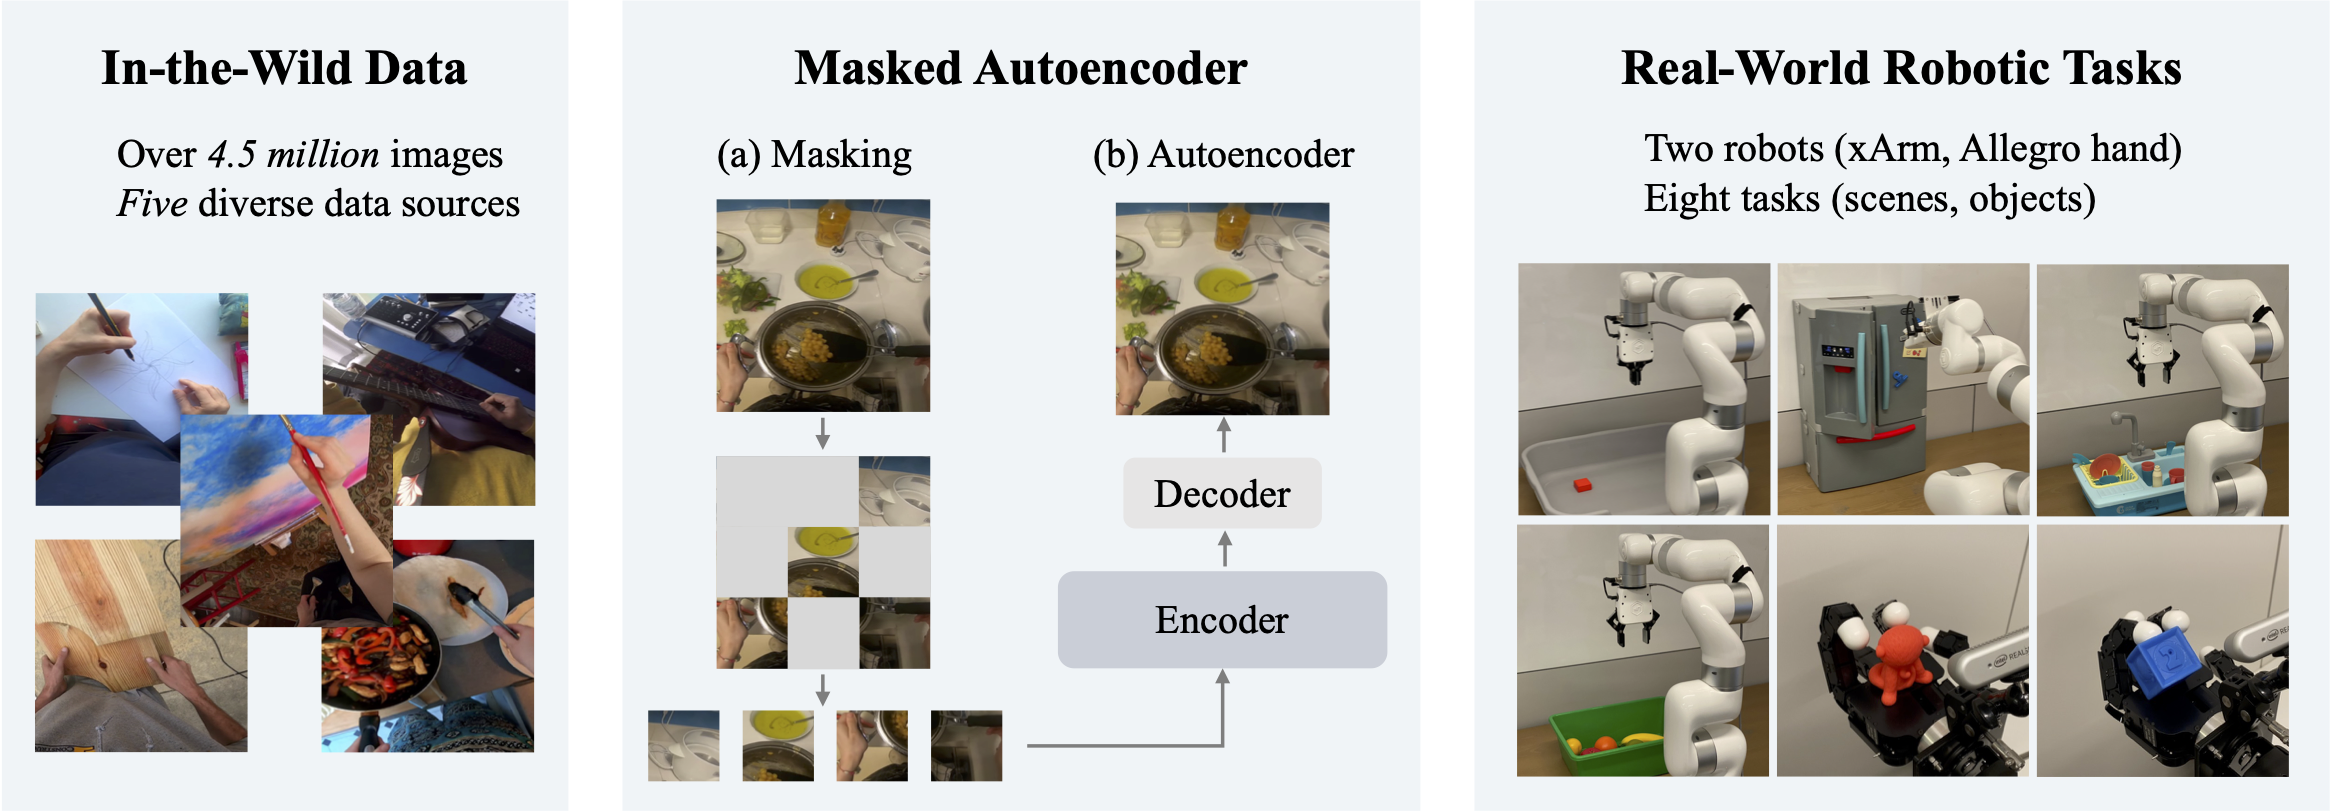 In-the-Wild Data
Over 4.5 million images
Five diverse data sources
Masked Autoencoder
(a) Masking
(b) Autoencoder
Decoder
Encoder
Real-World Robotic Tasks
Two robots (xArm, Allegro hand)
Eight tasks (scenes, objects)